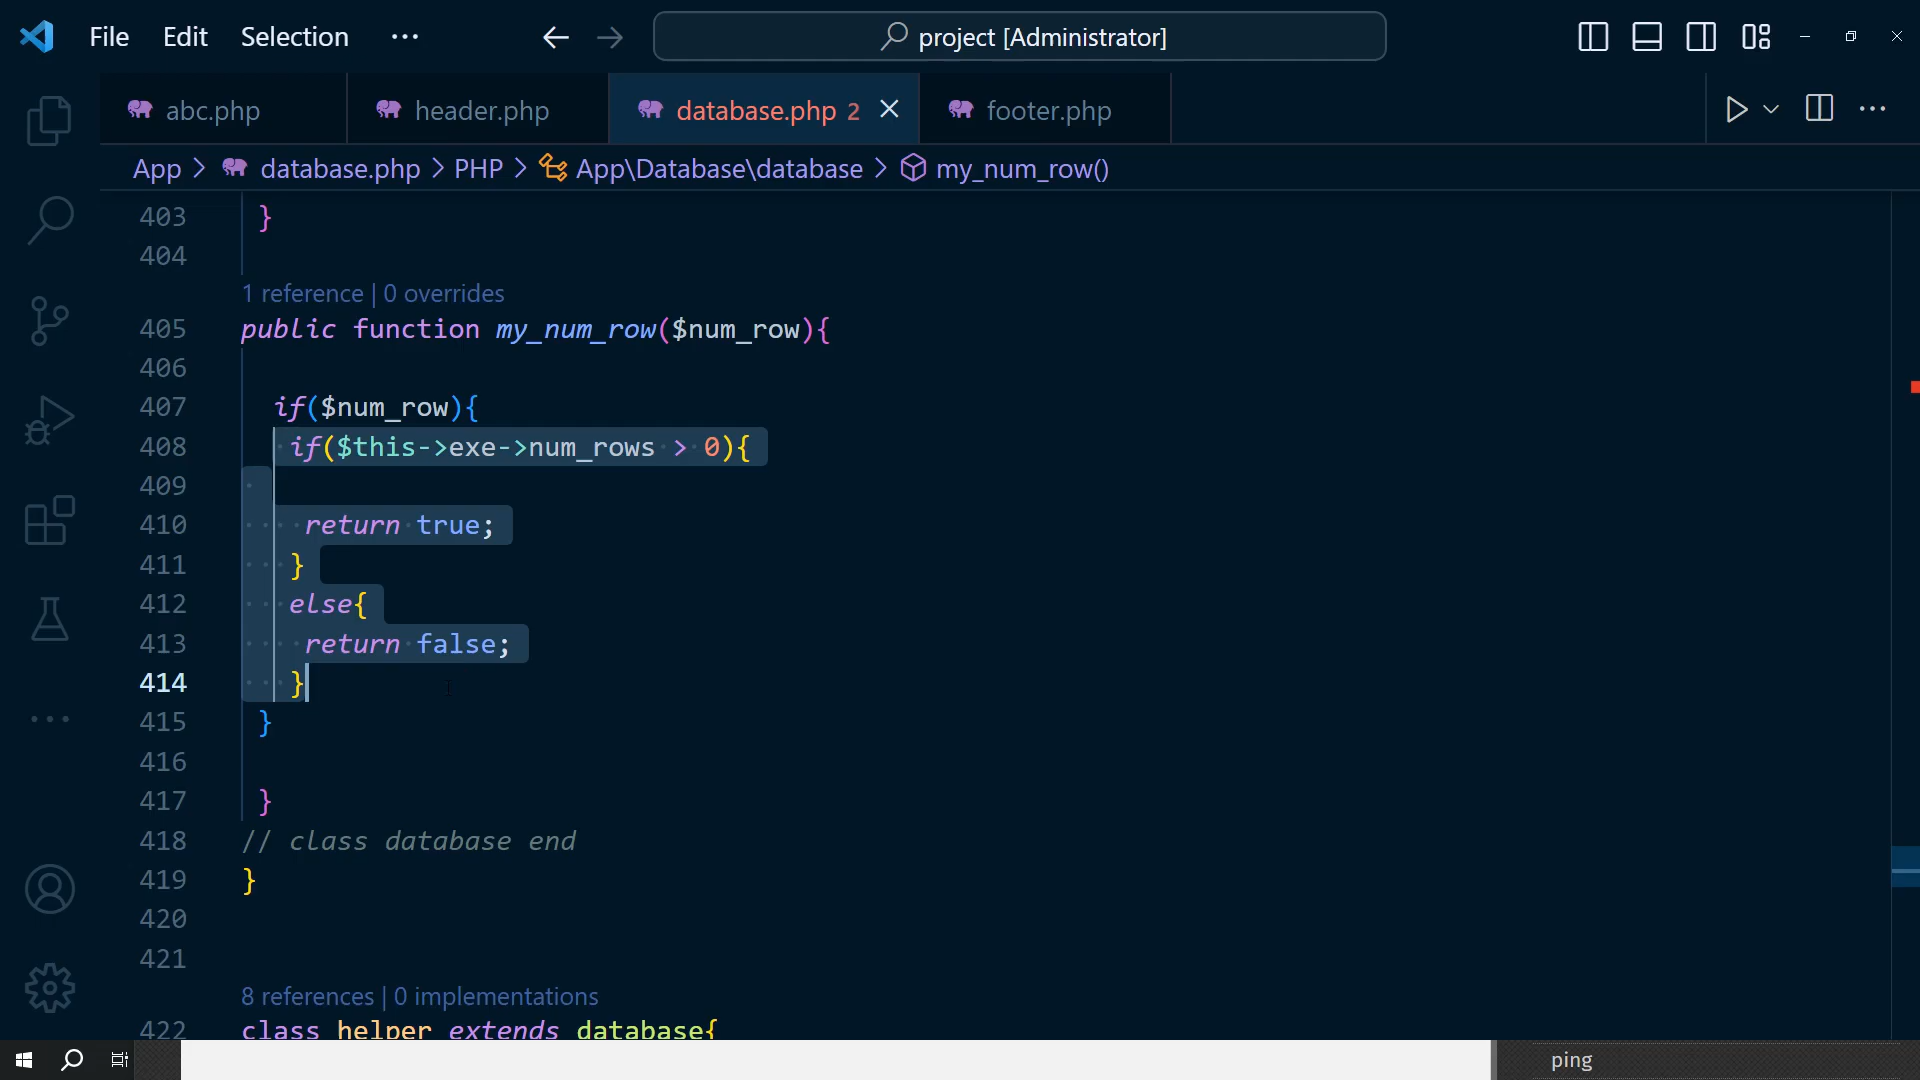 File Edit Selection ··· project [Administrator]
abc.php header.php database.php 2 footer.php
App > database.php > PHP > App\Database\database > my_num_row()
403 }
404
1 reference | 0 overrides
405 public function my_num_row($num_row){
406
407 if($num_row){
408 if($this->exe->num_rows > 0){
409
410 return true;
411 }
412 else{
413 return false;
414 }
415 }
416
417 }
418 // class database end
419 }
420
421
8 references | 0 implementations
422 class helper extends database{
ping